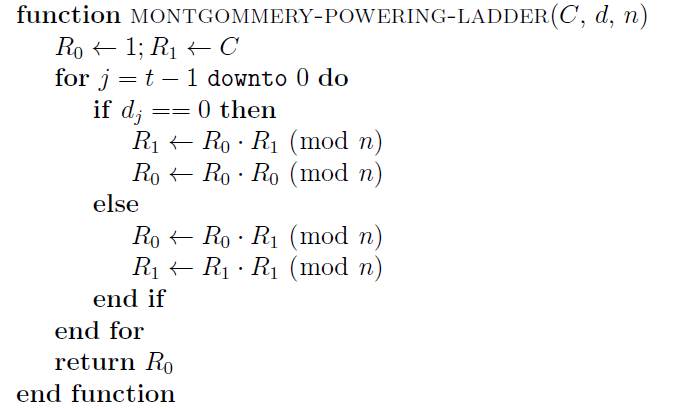 function MONTGOMMERY-POWERING-LADDER(C, d, n)
R₀ ← 1; R₁ ← C
for j = t − 1 downto 0 do
if dⱼ == 0 then
R₁ ← R₀ · R₁ (mod n)
R₀ ← R₀ · R₀ (mod n)
else
R₀ ← R₀ · R₁ (mod n)
R₁ ← R₁ · R₁ (mod n)
end if
end for
return R₀
end function